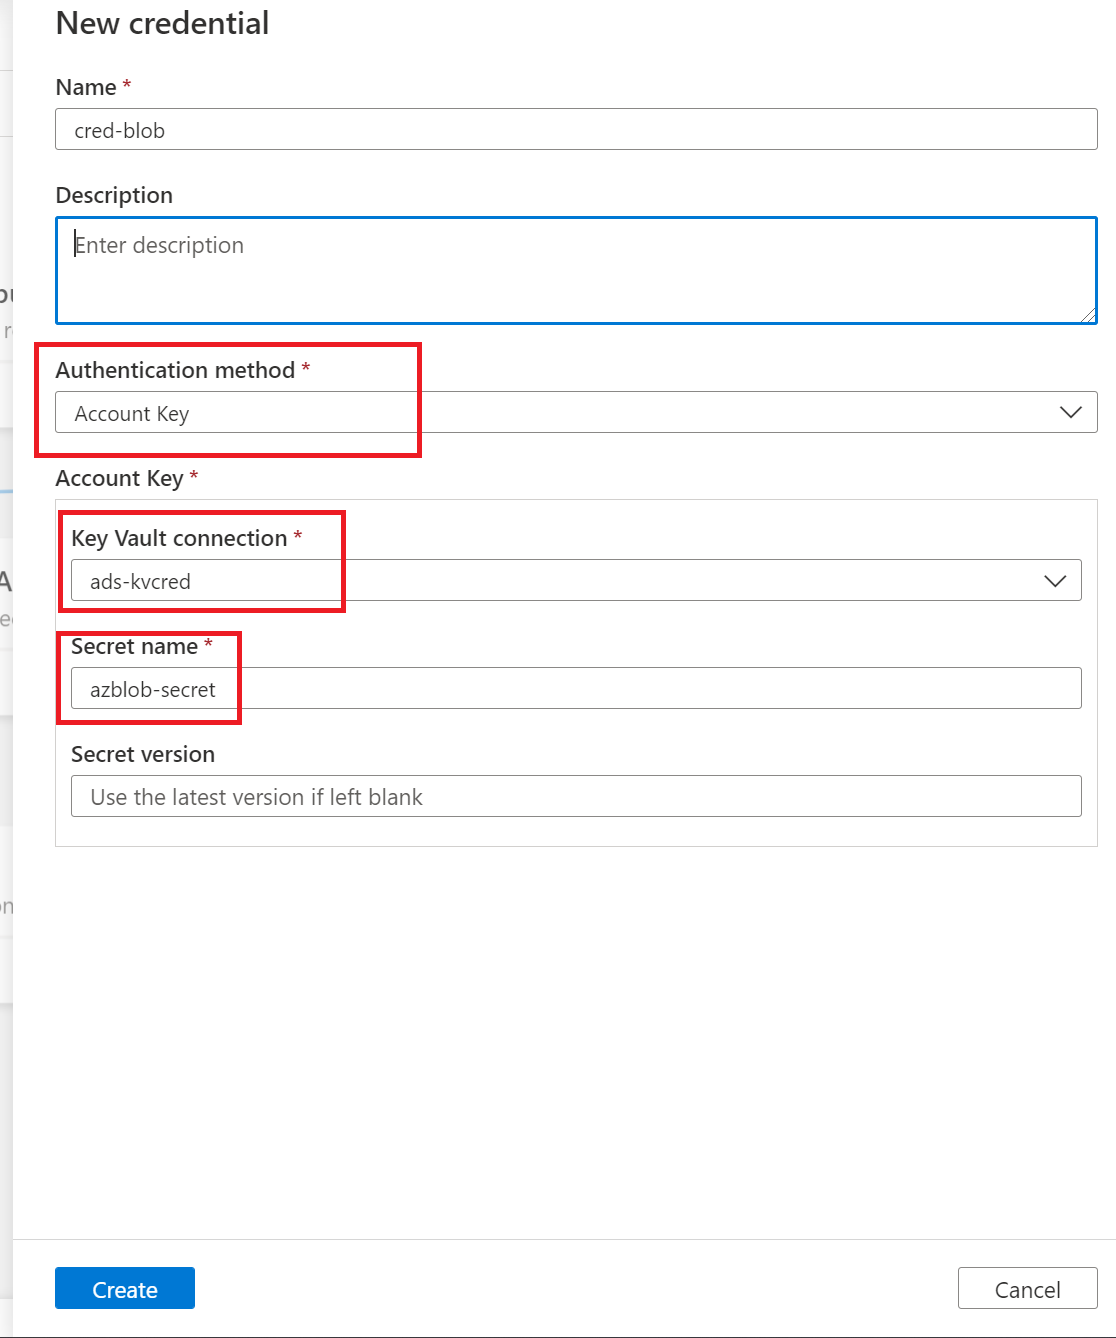 New credential
Name *
cred-blob
Description
Enter description
Authentication method *
Account Key
Account Key *
Key Vault connection *
ads-kvcred
Secret name *
azblob-secret
Secret version
Use the latest version if left blank
Create
Cancel